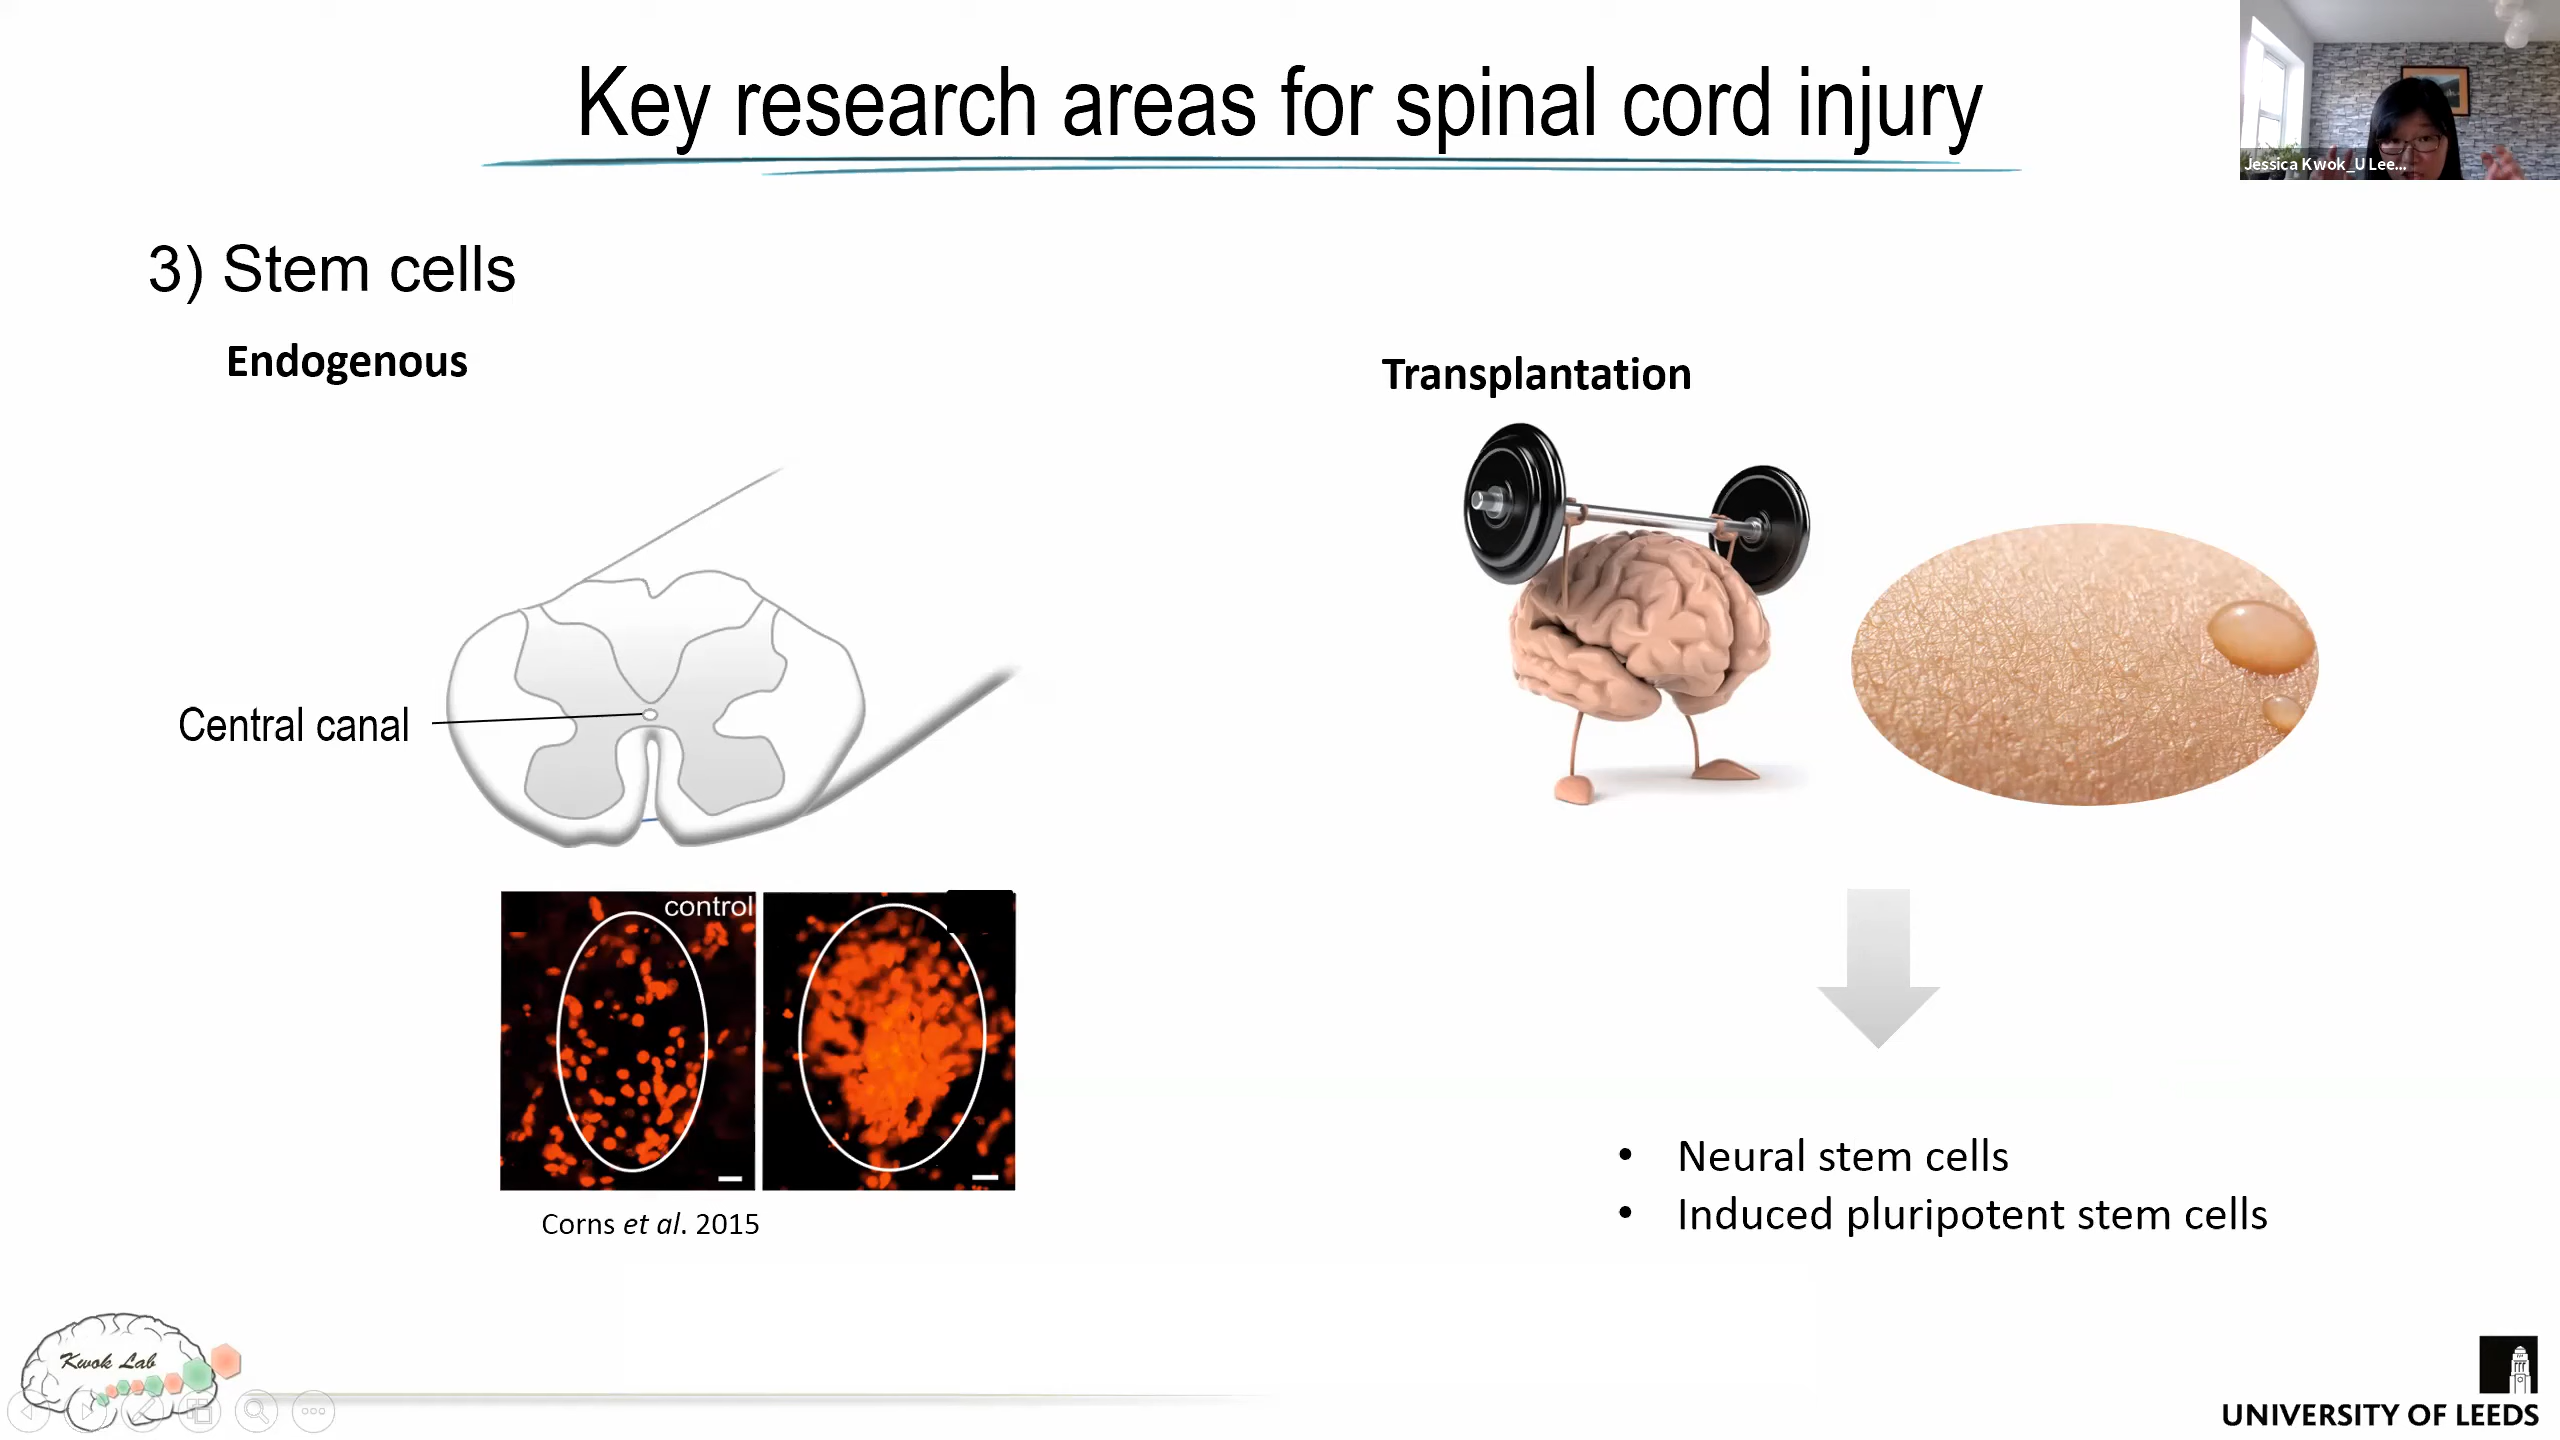 Key research areas for spinal cord injury
Jessica Kwok_U Lee...
3) Stem cells
Endogenous
Transplantation
Central canal
control
Corns et al. 2015
• Neural stem cells
• Induced pluripotent stem cells
Kwok Lab
UNIVERSITY OF LEEDS